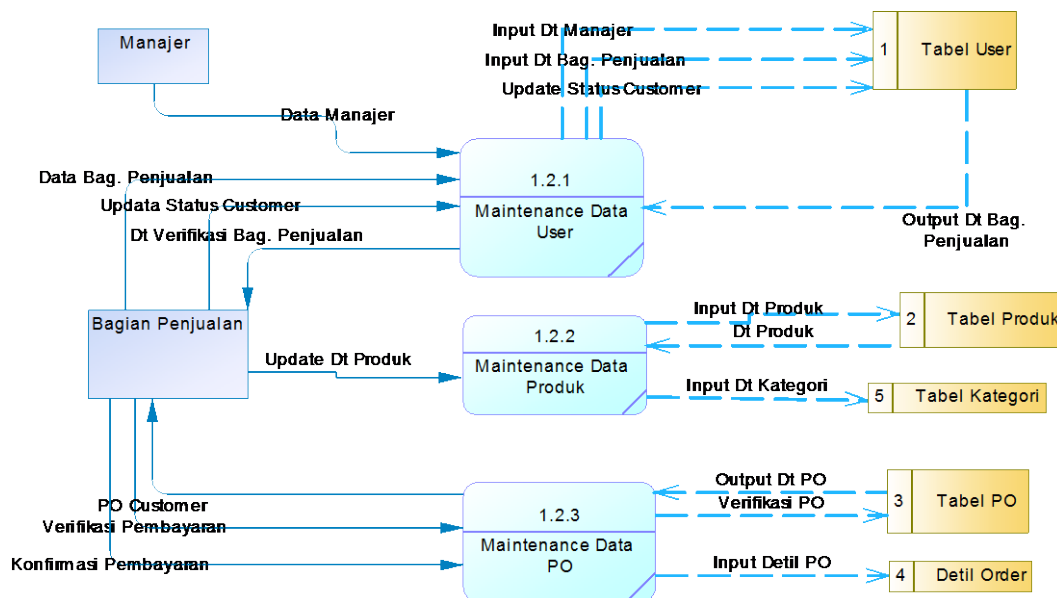 Manajer
Data Manajer
Input Dt Manajer
Input Dt Bag. Penjualan
Update Status Customer
1
Tabel User
Data Bag. Penjualan
Updata Status Customer
Dt Verifikasi Bag. Penjualan
1.2.1
Maintenance Data
User
Output Dt Bag.
Penjualan
Bagian Penjualan
Update Dt Produk
1.2.2
Maintenance Data
Produk
Input Dt Produk
Dt Produk
2
Tabel Produk
Input Dt Kategori
5
Tabel Kategori
PO Customer
Verifikasi Pembayaran
Konfirmasi Pembayaran
1.2.3
Maintenance Data
PO
Output Dt PO
Verifikasi PO
3
Tabel PO
Input Detil PO
4
Detil Order